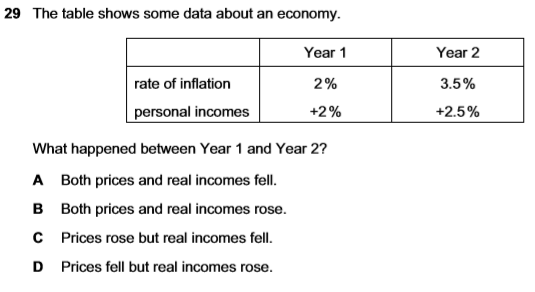 29 The table shows some data about an economy.
Year 1 Year 2
rate of inflation 2% 3.5%
personal incomes +2% +2.5%
What happened between Year 1 and Year 2?
A Both prices and real incomes fell.
B Both prices and real incomes rose.
C Prices rose but real incomes fell.
D Prices fell but real incomes rose.